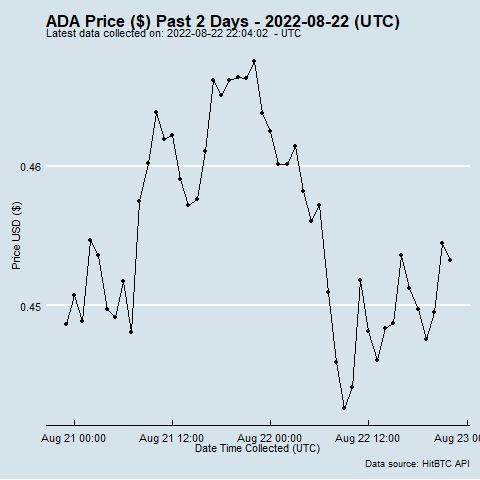 ADA Price ($) Past 2 Days - 2022-08-22 (UTC)
Latest data collected on: 2022-08-22 22:04:02 - UTC
0.46
Price USD ($)
0.45
Aug 21 00:00 Aug 21 12:00 Aug 22 00:00 Aug 22 12:00 Aug 23 00
Date Time Collected (UTC)
Data source: HitBTC API